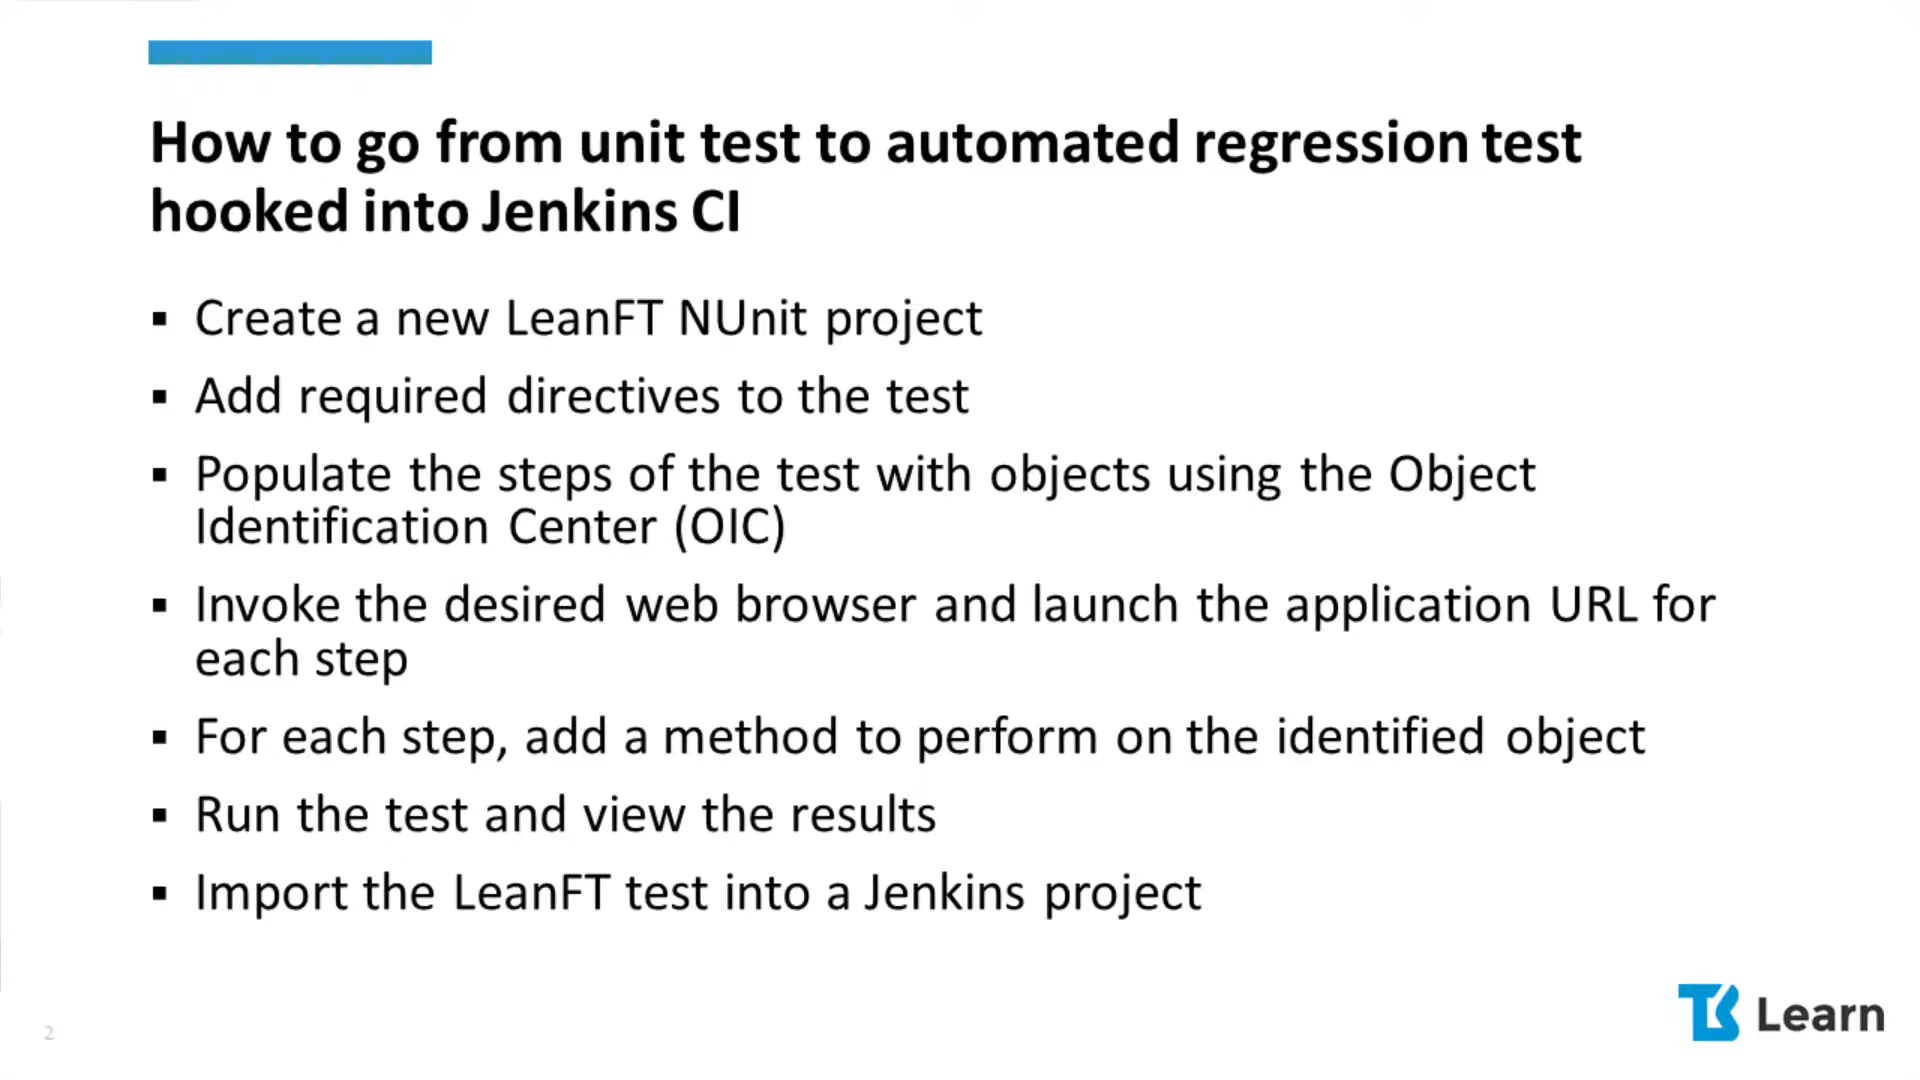 How to go from unit test to automated regression test
hooked into Jenkins CI
▪ Create a new LeanFT NUnit project
▪ Add required directives to the test
▪ Populate the steps of the test with objects using the Object
Identification Center (OIC)
▪ Invoke the desired web browser and launch the application URL for
each step
▪ For each step, add a method to perform on the identified object
▪ Run the test and view the results
▪ Import the LeanFT test into a Jenkins project
2
Learn